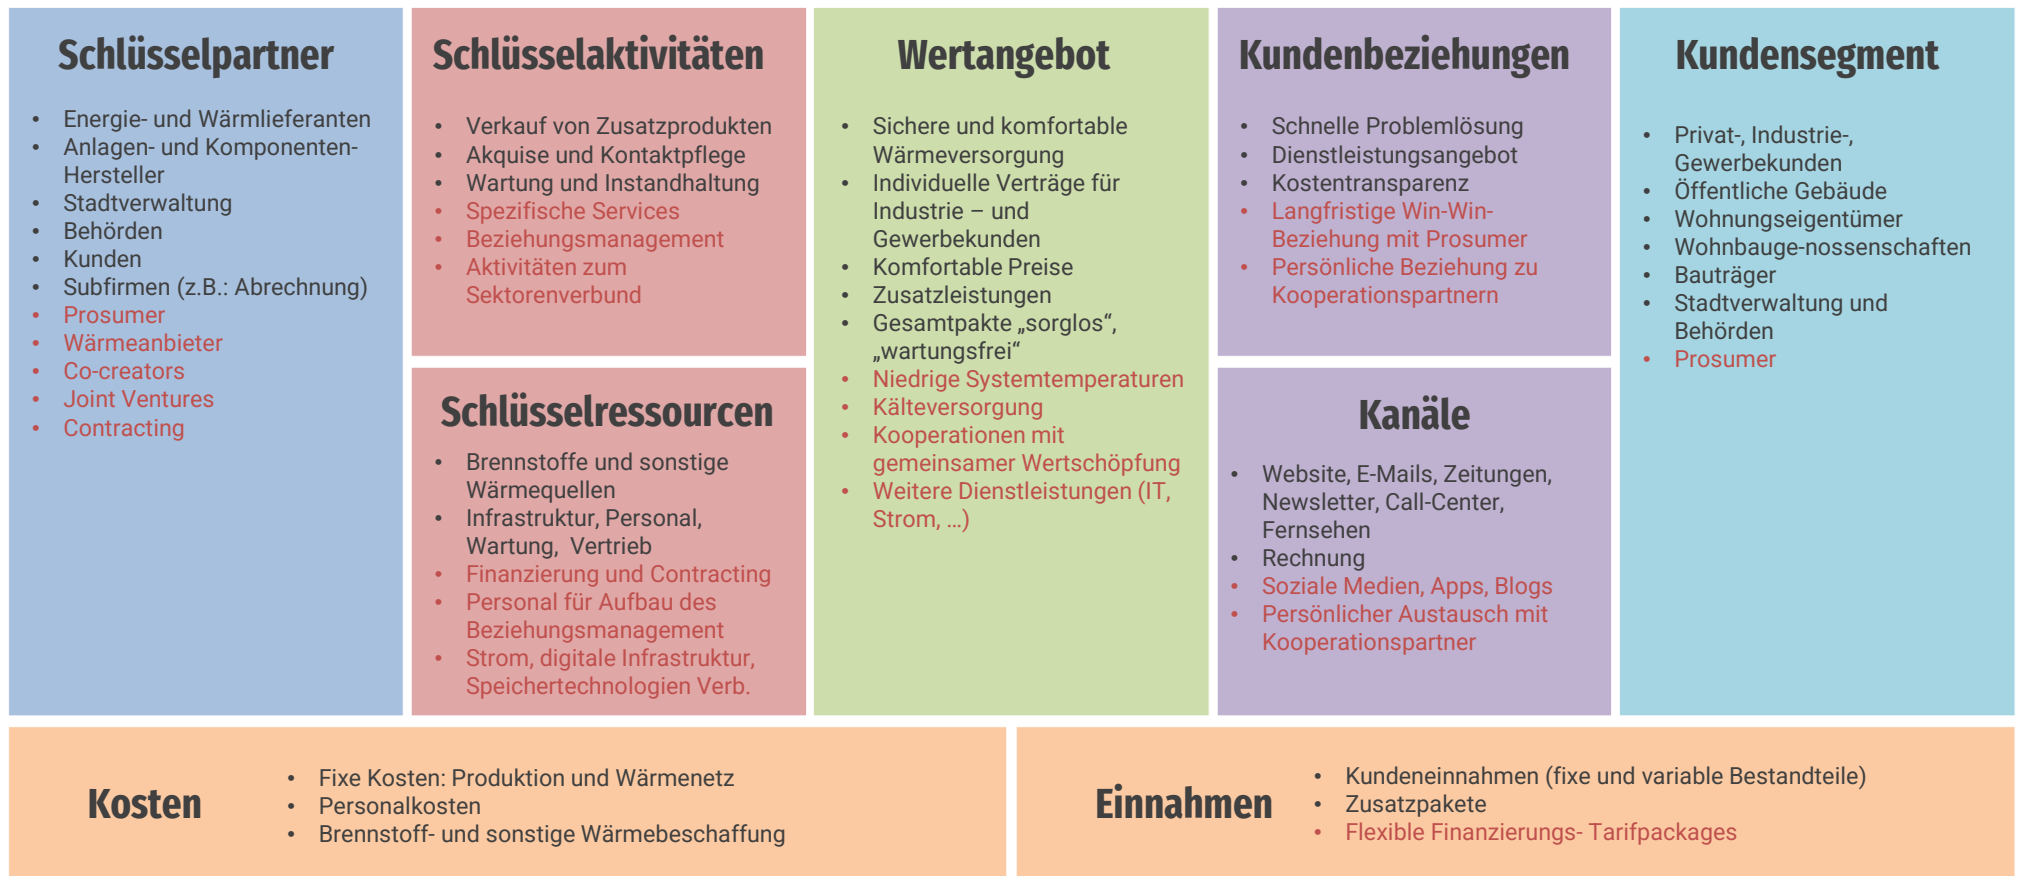 Schlüsselpartner
• Energie- und Wärmlieferanten
• Anlagen- und Komponenten-
Hersteller
• Stadtverwaltung
• Behörden
• Kunden
• Subfirmen (z.B.: Abrechnung)
• Prosumer
• Wärmeanbieter
• Co-creators
• Joint Ventures
• Contracting
Schlüsselaktivitäten
• Verkauf von Zusatzprodukten
• Akquise und Kontaktpflege
• Wartung und Instandhaltung
• Spezifische Services
• Beziehungsmanagement
• Aktivitäten zum
Sektorenverbund
Schlüsselressourcen
• Brennstoffe und sonstige
Wärmequellen
• Infrastruktur, Personal,
Wartung, Vertrieb
• Finanzierung und Contracting
• Personal für Aufbau des
Beziehungsmanagement
• Strom, digitale Infrastruktur,
Speichertechnologien Verb.
Wertangebot
• Sichere und komfortable
Wärmeversorgung
• Individuelle Verträge für
Industrie – und
Gewerbekunden
• Komfortable Preise
• Zusatzleistungen
• Gesamtpakte „sorglos“,
„wartungsfrei“
• Niedrige Systemtemperaturen
• Kälteversorgung
• Kooperationen mit
gemeinsamer Wertschöpfung
• Weitere Dienstleistungen (IT,
Strom, …)
Kundenbeziehungen
• Schnelle Problemlösung
• Dienstleistungsangebot
• Kostentransparenz
• Langfristige Win-Win-
Beziehung mit Prosumer
• Persönliche Beziehung zu
Kooperationspartnern
Kanäle
• Website, E-Mails, Zeitungen,
Newsletter, Call-Center,
Fernsehen
• Rechnung
• Soziale Medien, Apps, Blogs
• Persönlicher Austausch mit
Kooperationspartner
Kundensegment
• Privat-, Industrie-,
Gewerbekunden
• Öffentliche Gebäude
• Wohnungseigentümer
• Wohnbauge-nossenschaften
• Bauträger
• Stadtverwaltung und
Behörden
• Prosumer
Kosten
• Fixe Kosten: Produktion und Wärmenetz
• Personalkosten
• Brennstoff- und sonstige Wärmebeschaffung
Einnahmen
• Kundeneinnahmen (fixe und variable Bestandteile)
• Zusatzpakete
• Flexible Finanzierungs- Tarifpackages